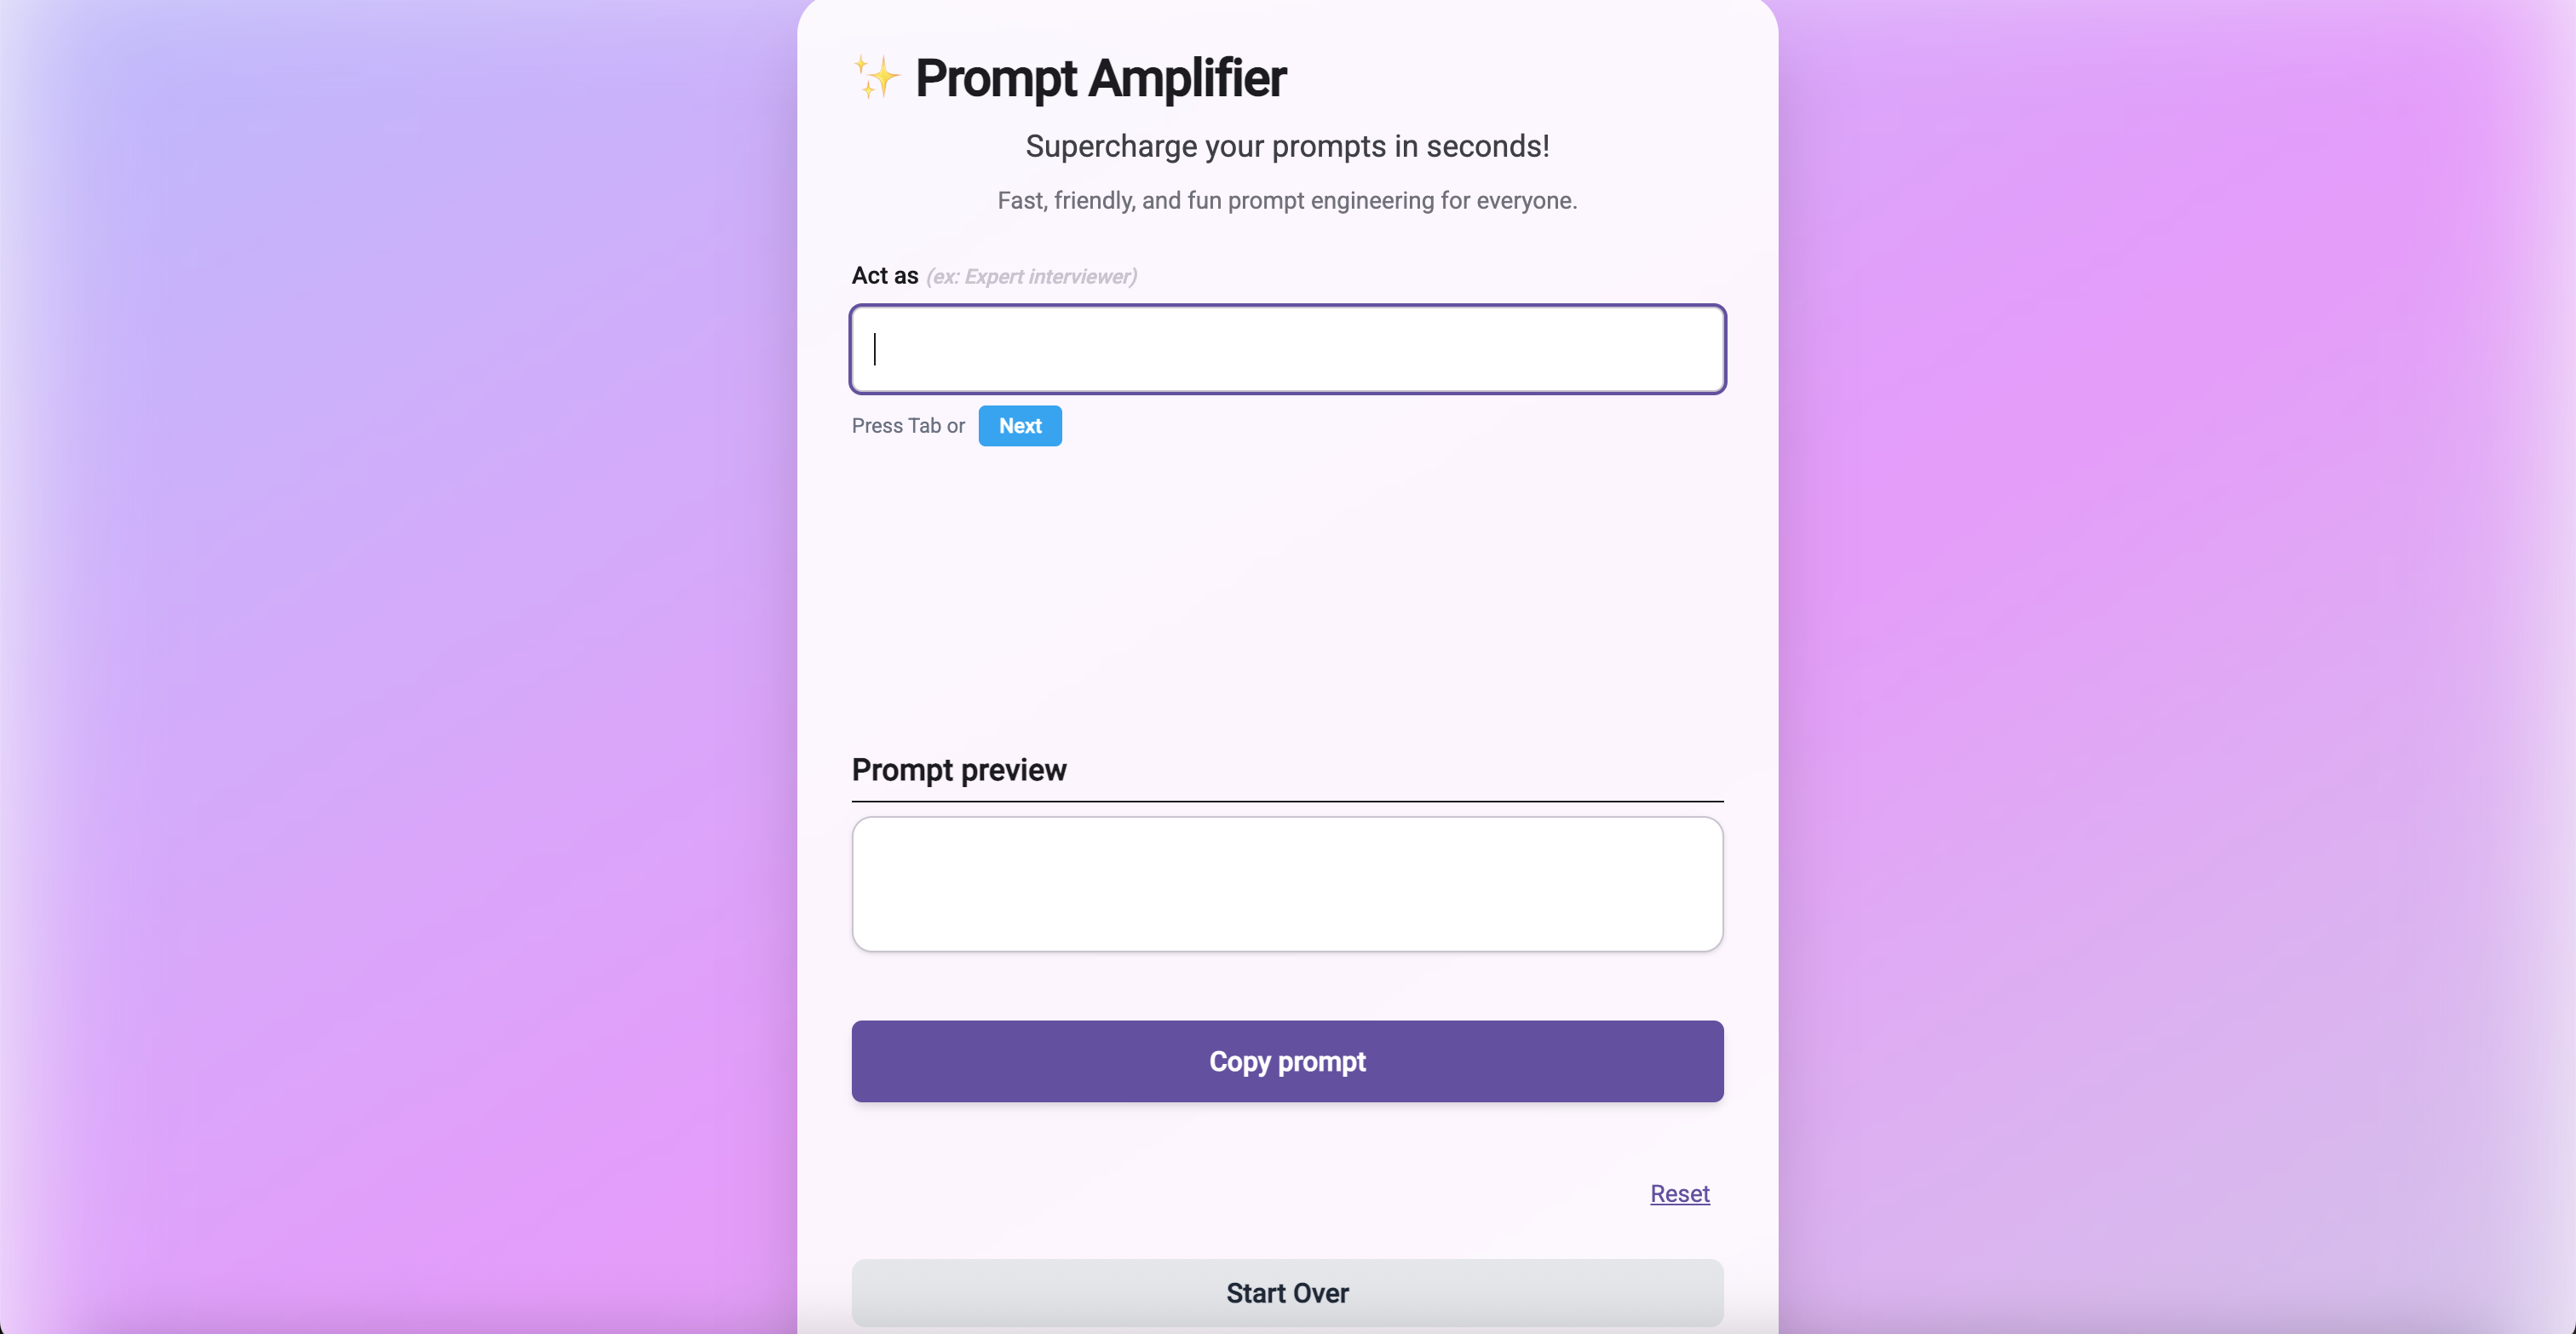 ✨ Prompt Amplifier
Supercharge your prompts in seconds!
Fast, friendly, and fun prompt engineering for everyone.
Act as (ex: Expert interviewer)
Press Tab or Next
Prompt preview
Copy prompt
Reset
Start Over